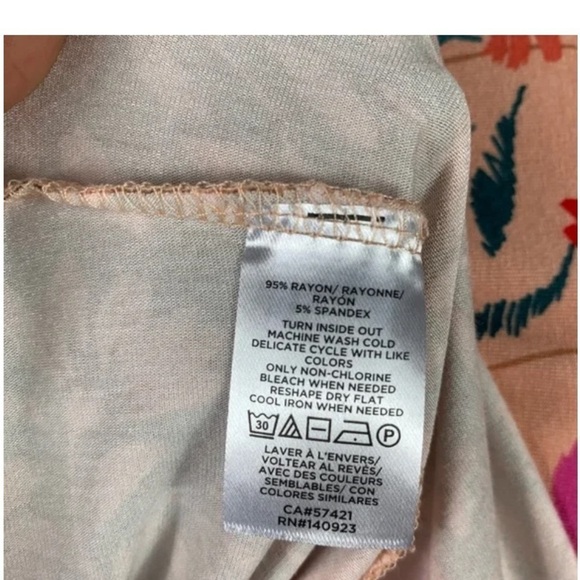 95% RAYON/ RAYONNE/
RAYÓN
5% SPANDEX
TURN INSIDE OUT
MACHINE WASH COLD
DELICATE CYCLE WITH LIKE
COLORS
ONLY NON-CHLORINE
BLEACH WHEN NEEDED
RESHAPE DRY FLAT
COOL IRON WHEN NEEDED
30 P
LAVER À L'ENVERS/
VOLTEAR AL REVÉS/
AVEC DES COULEURS
SEMBLABLES/ CON
COLORES SIMILARES
CA#57421
RN#140923